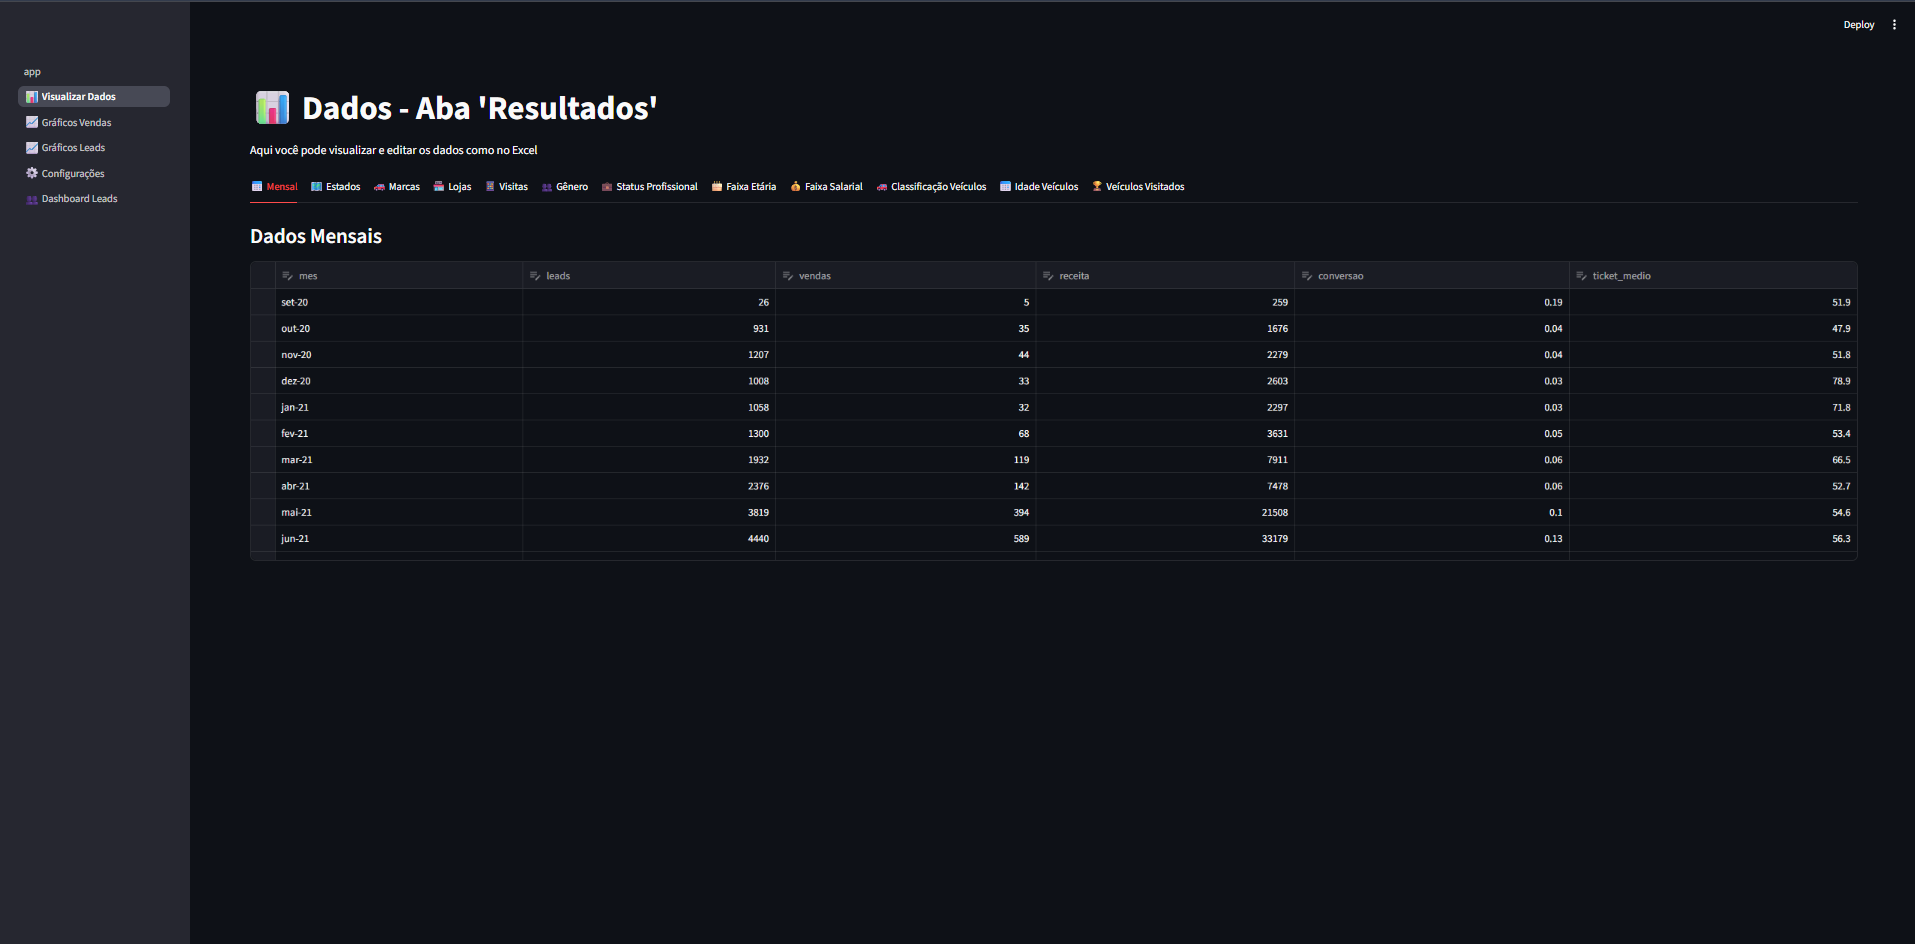 Deploy
app
Visualizar Dados
Gráficos Vendas
Gráficos Leads
Configurações
Dashboard Leads
Dados - Aba 'Resultados'
Aqui você pode visualizar e editar os dados como no Excel
Mensal Estados Marcas Lojas Visitas Gênero Status Profissional Faixa Etária Faixa Salarial Classificação Veículos Idade Veículos Veículos Visitados
Dados Mensais
mes leads vendas receita conversao ticket_medio
set-20 26 5 259 0.19 51.9
out-20 931 35 1676 0.04 47.9
nov-20 1207 44 2279 0.04 51.8
dez-20 1008 33 2603 0.03 78.9
jan-21 1058 32 2297 0.03 71.8
fev-21 1300 68 3631 0.05 53.4
mar-21 1932 119 7911 0.06 66.5
abr-21 2376 142 7478 0.06 52.7
mai-21 3819 394 21508 0.1 54.6
jun-21 4440 589 33179 0.13 56.3